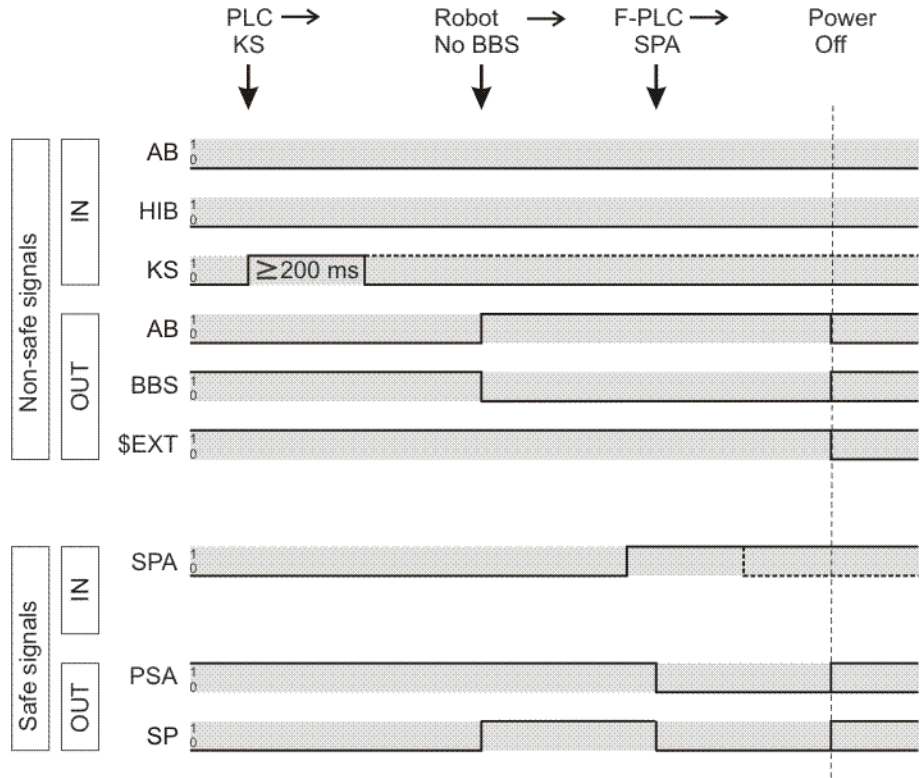 PLC → Robot → F-PLC → Power
KS No BBS SPA Off
Non-safe signals
IN
AB 1 0
HIB 1 0
KS 1 0 ≥200 ms
OUT
AB 1 0
BBS 1 0
$EXT 1 0
Safe signals
IN
SPA 1 0
OUT
PSA 1 0
SP 1 0